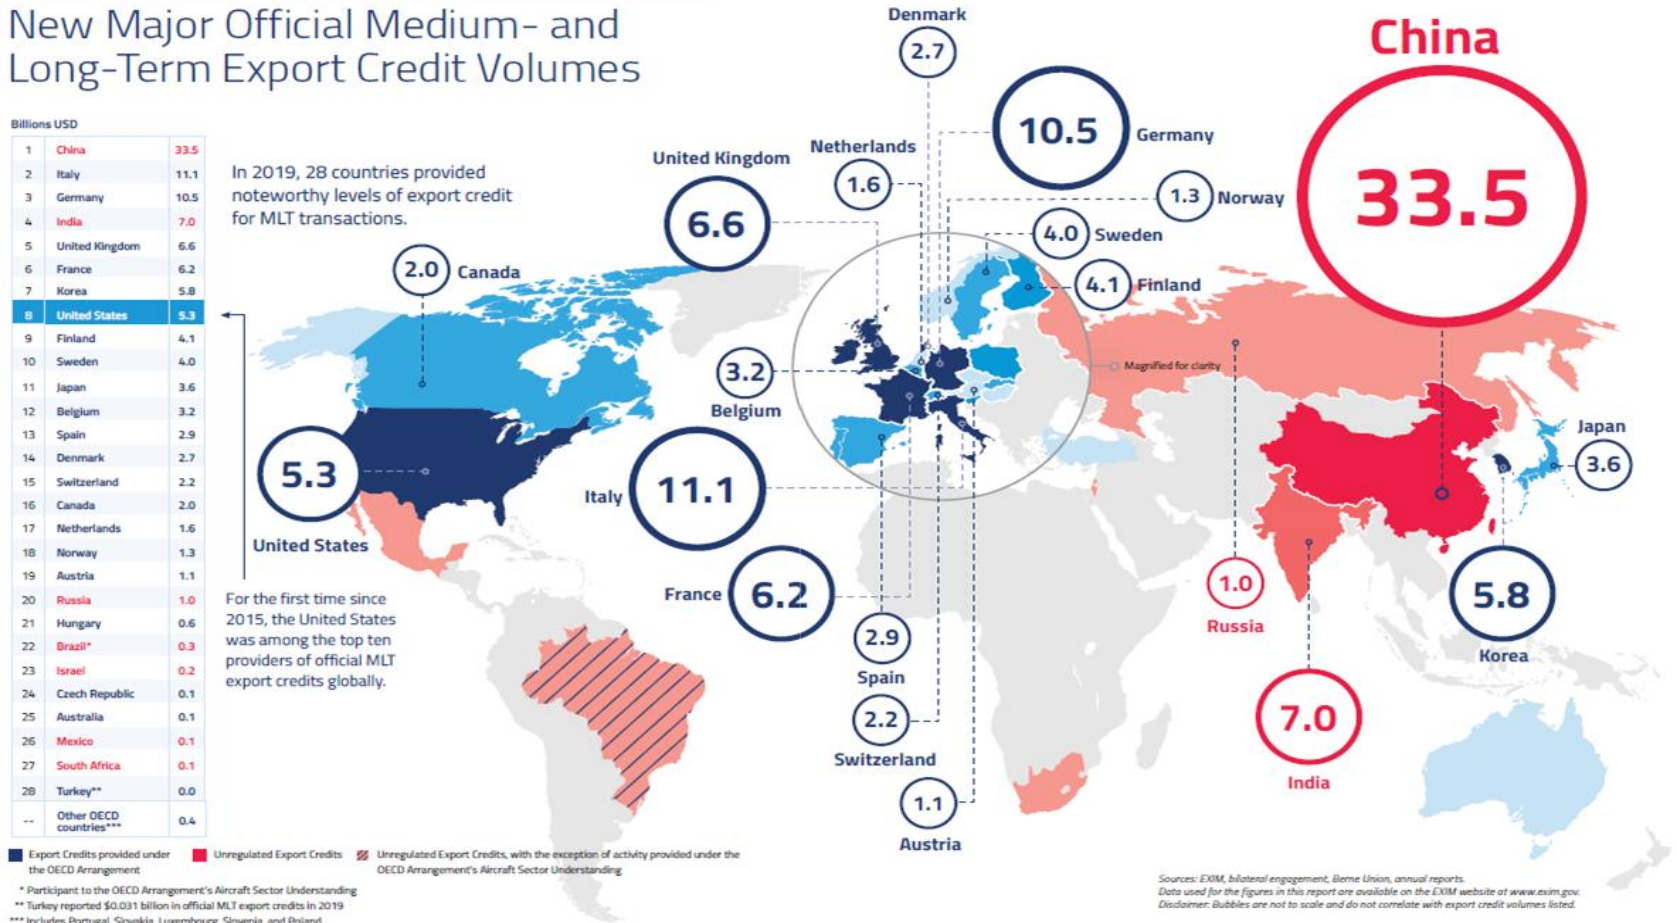 New Major Official Medium- and
Long-Term Export Credit Volumes
Billions USD
1 China 33.5
2 Italy 11.1
3 Germany 10.5
4 India 7.0
5 United Kingdom 6.6
6 France 6.2
7 Korea 5.8
8 United States 5.3
9 Finland 4.1
10 Sweden 4.0
11 Japan 3.6
12 Belgium 3.2
13 Spain 2.9
14 Denmark 2.7
15 Switzerland 2.2
16 Canada 2.0
17 Netherlands 1.6
18 Norway 1.3
19 Austria 1.1
20 Russia 1.0
21 Hungary 0.6
22 Brazil* 0.3
23 Israel 0.2
24 Czech Republic 0.1
25 Australia 0.1
26 Mexico 0.1
27 South Africa 0.1
28 Turkey** 0.0
-- Other OECD
countries*** 0.4
In 2019, 28 countries provided
noteworthy levels of export credit
for MLT transactions.
For the first time since
2015, the United States
was among the top ten
providers of official MLT
export credits globally.
Denmark
2.7
China
33.5
10.5 Germany
Netherlands
1.6
United Kingdom
6.6
1.3 Norway
4.0 Sweden
4.1 Finland
2.0 Canada
Magnified for clarity
3.2
Belgium
5.3
United States
Italy 11.1
France 6.2
2.9
Spain
2.2
Switzerland
1.1
Austria
Japan
3.6
1.0
Russia
5.8
Korea
7.0
India
Export Credits provided under
the OECD Arrangement
Unregulated Export Credits
Unregulated Export Credits, with the exception of activity provided under the
OECD Arrangement's Aircraft Sector Understanding
* Participant to the OECD Arrangement's Aircraft Sector Understanding
** Turkey reported $0.031 billion in official MLT export credits in 2019
*** Includes Portugal, Slovakia, Luxembourg, Slovenia, and Poland
Sources: EXIM, bilateral engagement, Berne Union, annual reports.
Data used for the figures in this report are available on the EXIM website at www.exim.gov.
Disclaimer: Bubbles are not to scale and do not correlate with export credit volumes listed.